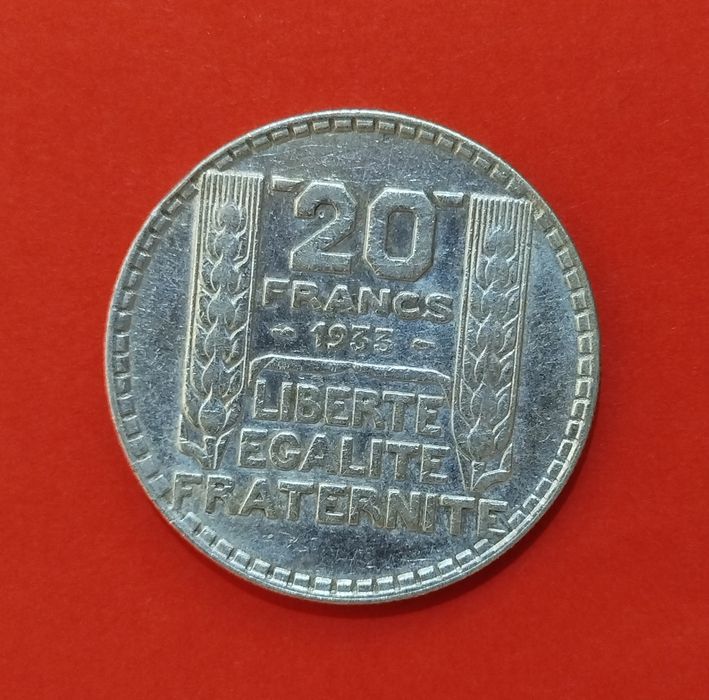 20
FRANCS
1933
LIBERTE
EGALITE
FRATERNITE